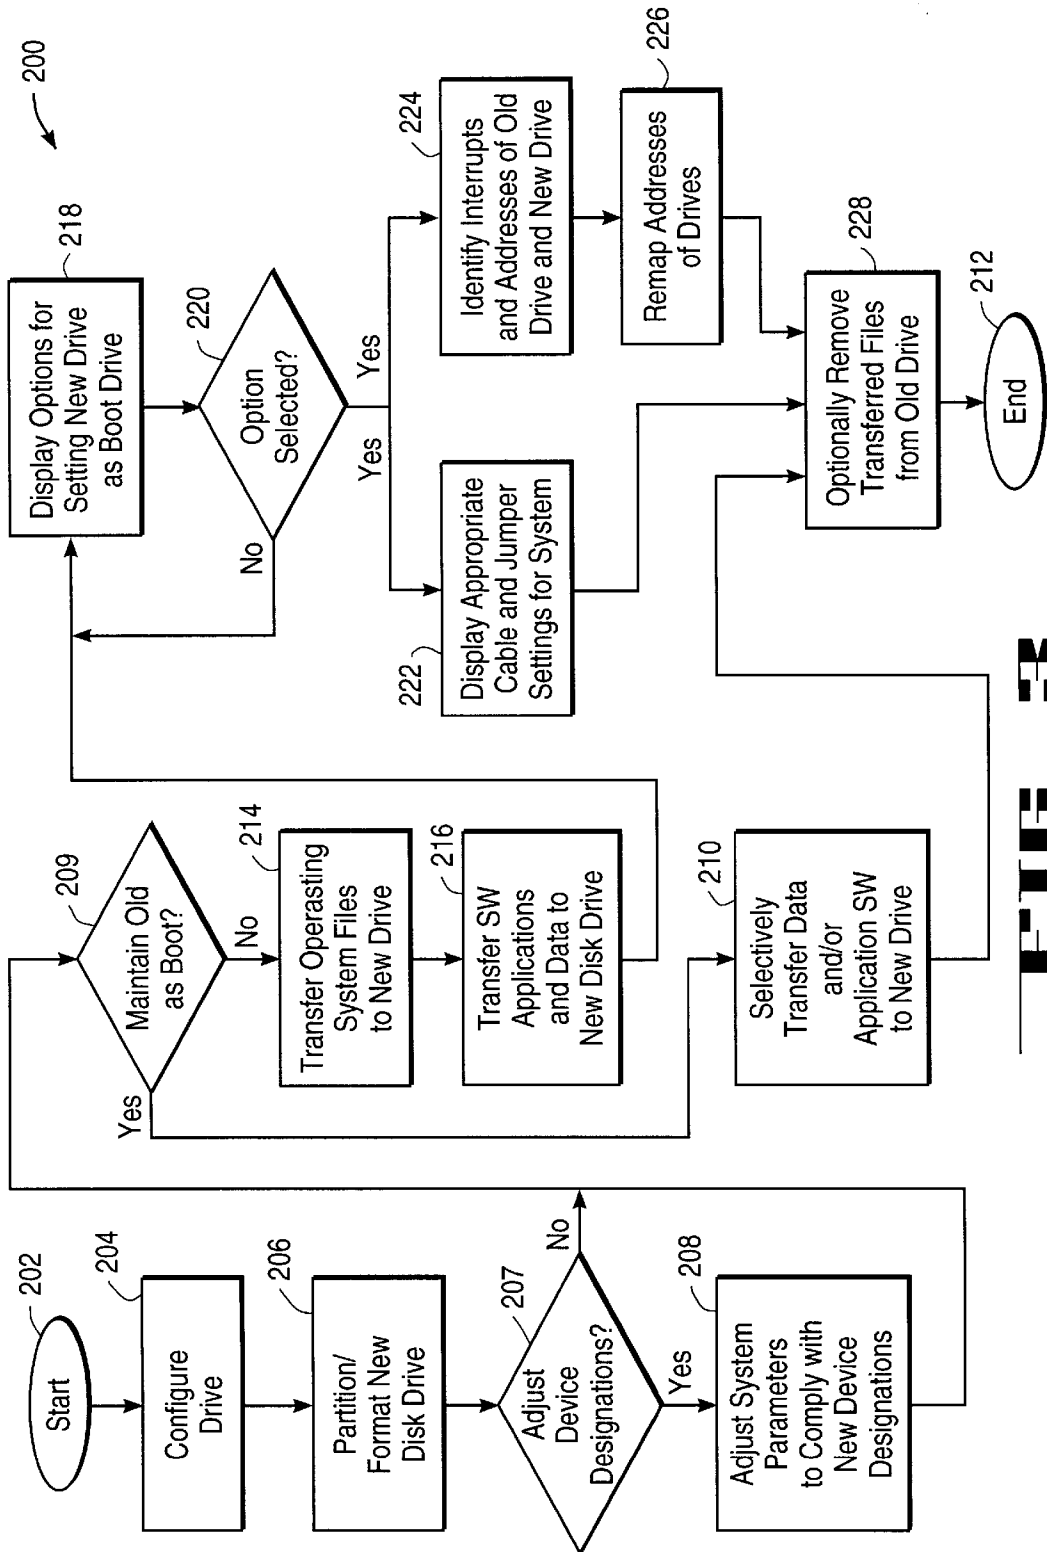 200
202
Start
204
Configure
Drive
206
Partition/
Format New
Disk Drive
207
Adjust
Device
Designations?
No
Yes
208
Adjust System
Parameters
to Comply with
New Device
Designations
209
Maintain Old
as Boot?
Yes
No
214
Transfer Operasting
System Files
to New Drive
216
Transfer SW
Applications
and Data to
New Disk Drive
210
Selectively
Transfer Data
and/or
Application SW
to New Drive
218
Display Options for
Setting New Drive
as Boot Drive
220
Option
Selected?
No
Yes
Yes
222
Display Appropriate
Cable and Jumper
Settings for System
224
Identify Interrupts
and Addresses of Old
Drive and New Drive
226
Remap Addresses
of Drives
228
Optionally Remove
Transferred Files
from Old Drive
212
End